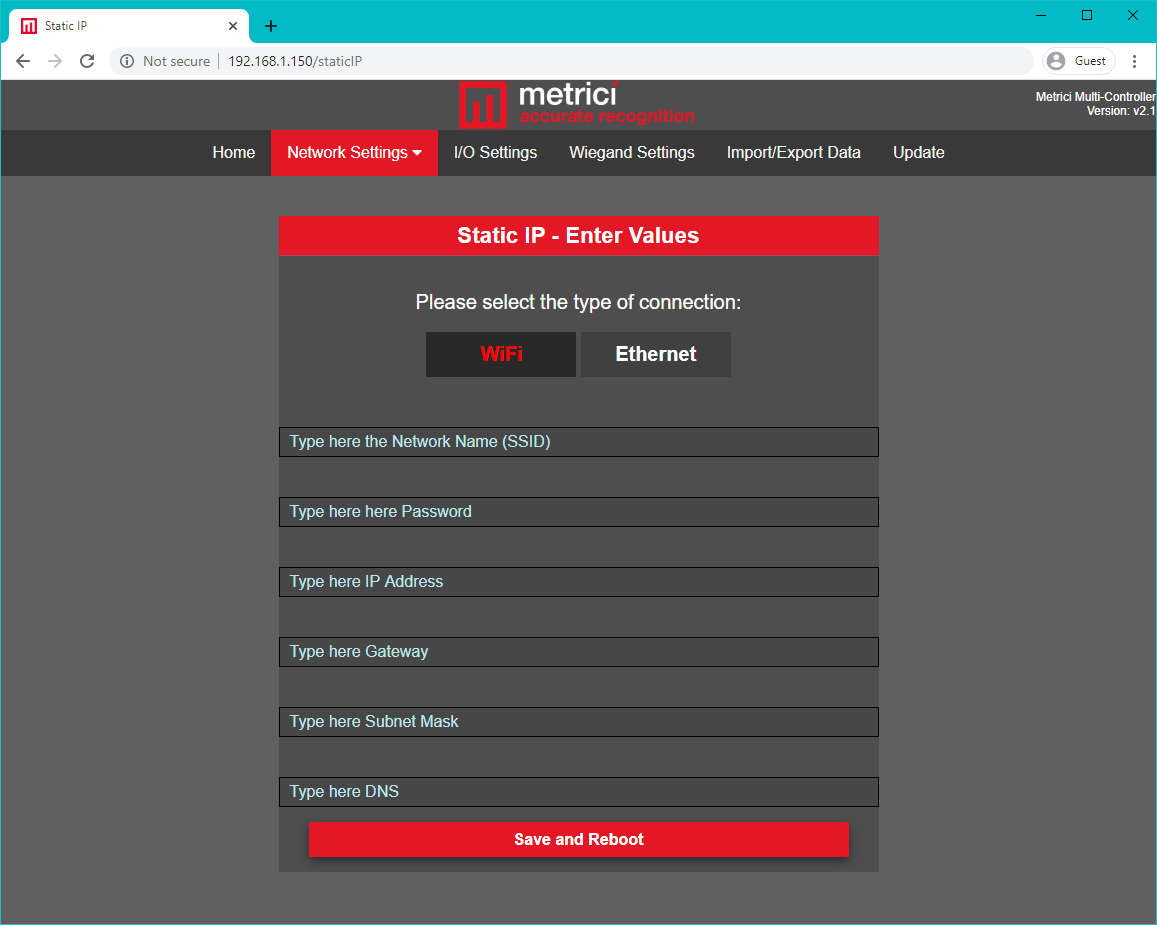 Static IP
Not secure
192.168.1.150/staticIP
Guest
metrici
accurate recognition
Metrici Multi-Controller
Version: v2.1
Home Network Settings I/O Settings Wiegand Settings Import/Export Data Update
Static IP - Enter Values
Please select the type of connection:
WiFi Ethernet
Type here the Network Name (SSID)
Type here here Password
Type here IP Address
Type here Gateway
Type here Subnet Mask
Type here DNS
Save and Reboot